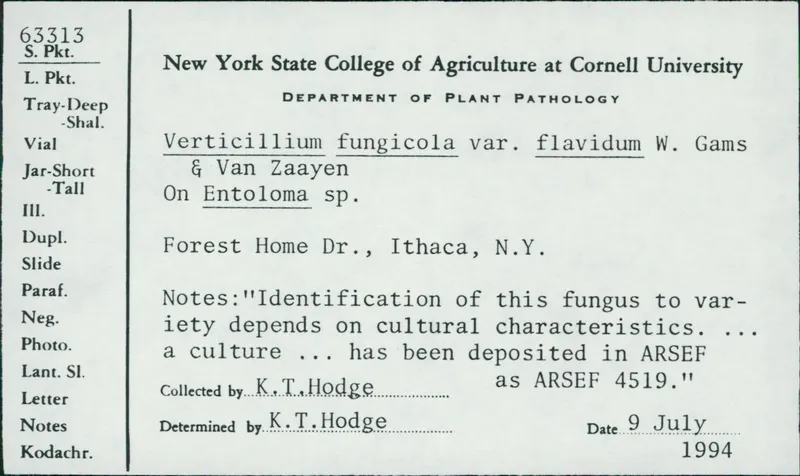 63313
S. Pkt.
L. Pkt.
Tray-Deep
-Shal.
Vial
Jar-Short
-Tall
Ill.
Dupl.
Slide
Paraf.
Neg.
Photo.
Lant. Sl.
Letter
Notes
Kodachr.
New York State College of Agriculture at Cornell University
DEPARTMENT OF PLANT PATHOLOGY
Verticillium fungicola var. flavidum W. Gams
& Van Zaayen
On Entoloma sp.
Forest Home Dr., Ithaca, N.Y.
Notes:"Identification of this fungus to var-
iety depends on cultural characteristics. ...
a culture ... has been deposited in ARSEF
as ARSEF 4519."
Collected by K.T.Hodge
Determined by K.T.Hodge
Date 9 July
1994